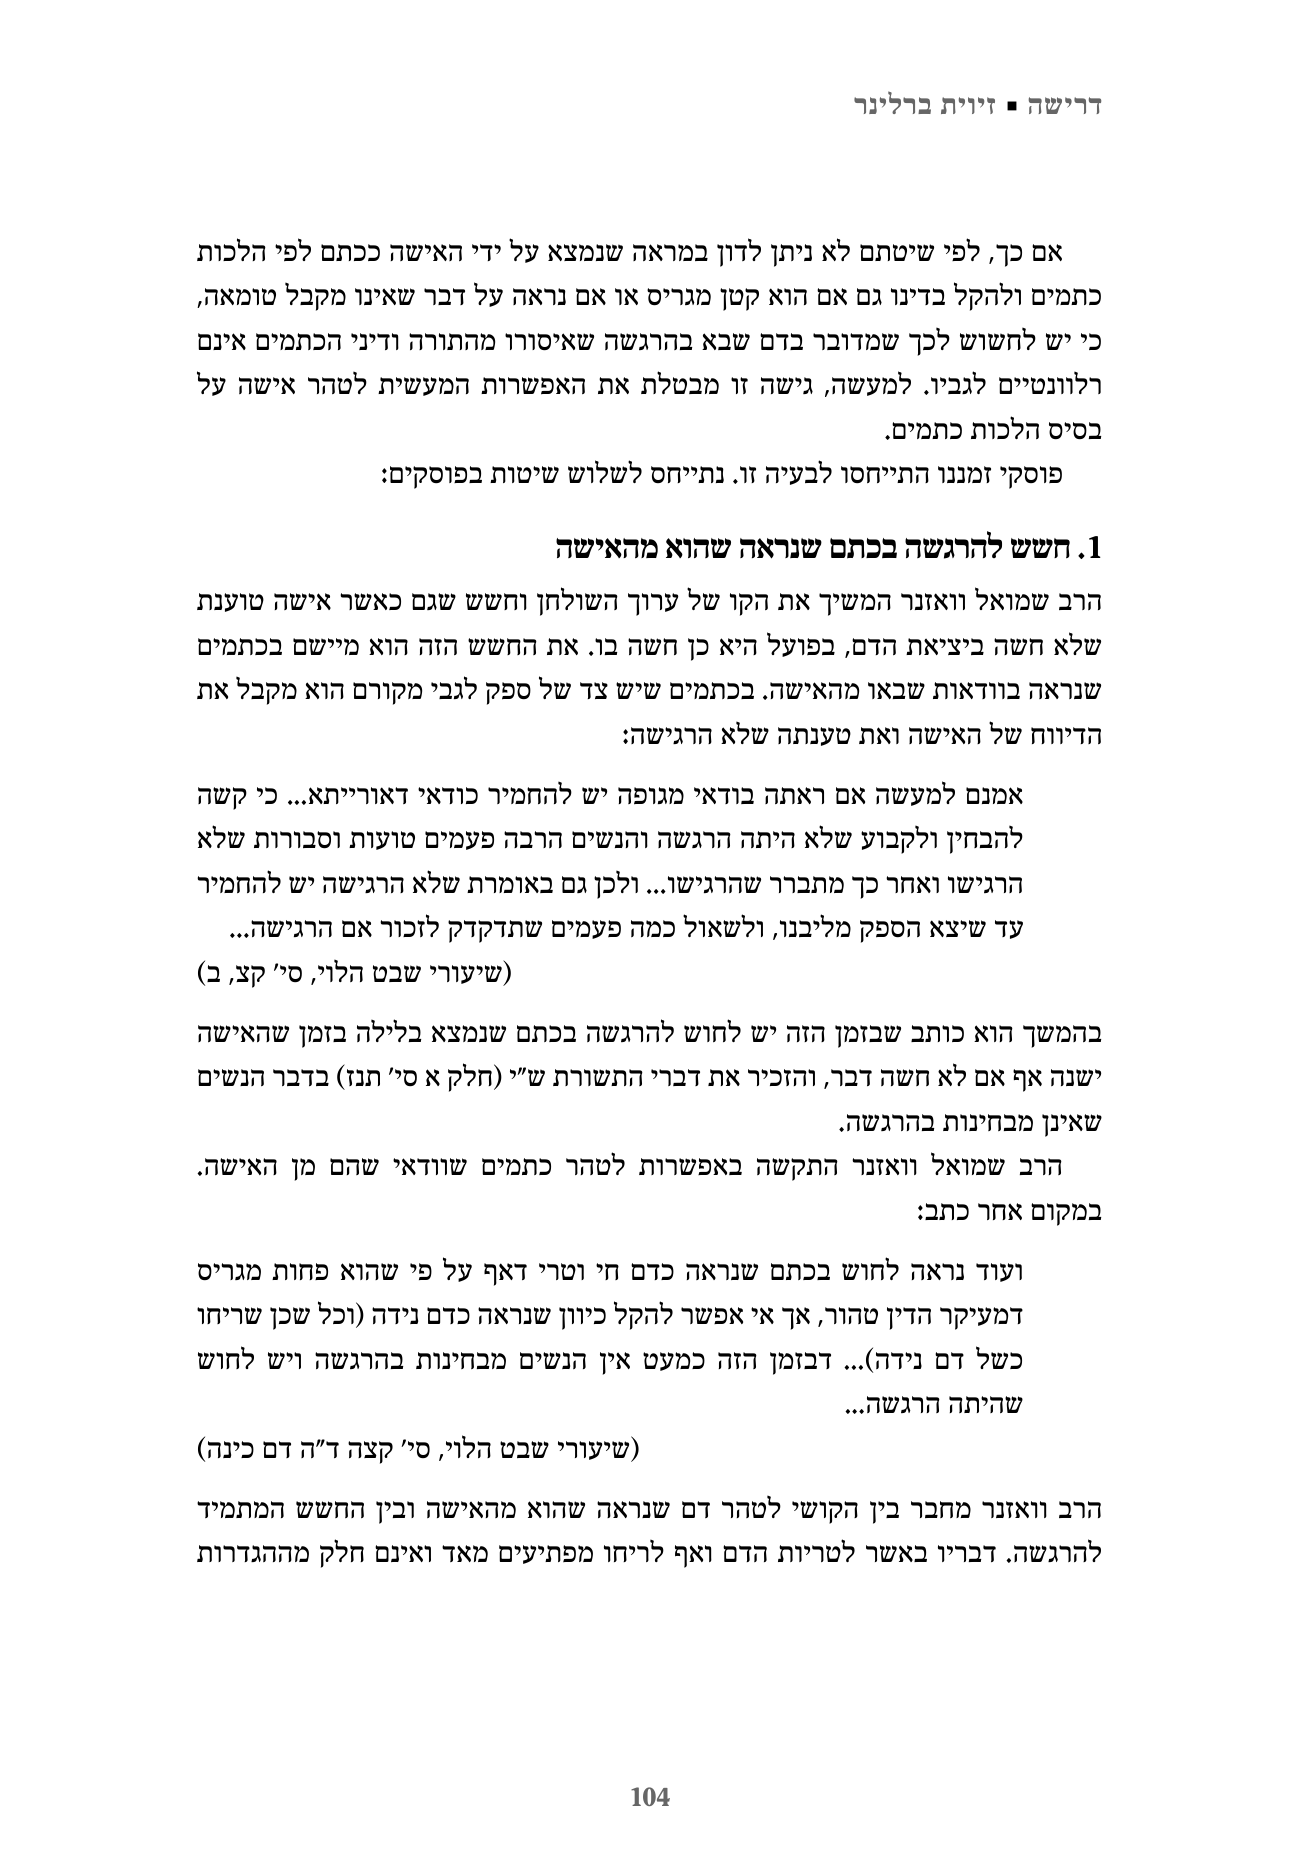 דרישה ▪ זיוית ברלינר
אם כך, לפי שיטתם לא ניתן לדון במראה שנמצא על ידי האישה ככתם לפי הלכות
כתמים ולהקל בדינו גם אם הוא קטן מגריס או אם נראה על דבר שאינו מקבל טומאה,
כי יש לחשוש לכך שמדובר בדם שבא בהרגשה שאיסורו מהתורה ודיני הכתמים אינם
רלוונטיים לגביו. למעשה, גישה זו מבטלת את האפשרות המעשית לטהר אישה על
בסיס הלכות כתמים.
פוסקי זמננו התייחסו לבעיה זו. נתייחס לשלוש שיטות בפוסקים:
1. חשש להרגשה בכתם שנראה שהוא מהאישה
הרב שמואל וואזנר המשיך את הקו של ערוך השולחן וחשש שגם כאשר אישה טוענת
שלא חשה ביציאת הדם, בפועל היא כן חשה בו. את החשש הזה הוא מיישם בכתמים
שנראה בוודאות שבאו מהאישה. בכתמים שיש צד של ספק לגבי מקורם הוא מקבל את
הדיווח של האישה ואת טענתה שלא הרגישה:
אמנם למעשה אם ראתה בודאי מגופה יש להחמיר כודאי דאורייתא... כי קשה
להבחין ולקבוע שלא היתה הרגשה והנשים הרבה פעמים טועות וסבורות שלא
הרגישו ואחר כך מתברר שהרגישו... ולכן גם באומרת שלא הרגישה יש להחמיר
עד שיצא הספק מליבנו, ולשאול כמה פעמים שתדקדק לזכור אם הרגישה...
(שיעורי שבט הלוי, סי' קצ, ב)
בהמשך הוא כותב שבזמן הזה יש לחוש להרגשה בכתם שנמצא בלילה בזמן שהאישה
ישנה אף אם לא חשה דבר, והזכיר את דברי התשורת ש"י (חלק א סי' תנז) בדבר הנשים
שאינן מבחינות בהרגשה.
הרב שמואל וואזנר התקשה באפשרות לטהר כתמים שוודאי שהם מן האישה.
במקום אחר כתב:
ועוד נראה לחוש בכתם שנראה כדם חי וטרי דאף על פי שהוא פחות מגריס
דמעיקר הדין טהור, אך אי אפשר להקל כיוון שנראה כדם נידה (וכל שכן שריחו
כשל דם נידה)... דבזמן הזה כמעט אין הנשים מבחינות בהרגשה ויש לחוש
שהיתה הרגשה...
(שיעורי שבט הלוי, סי' קצה ד"ה דם כינה)
הרב וואזנר מחבר בין הקושי לטהר דם שנראה שהוא מהאישה ובין החשש המתמיד
להרגשה. דבריו באשר לטריות הדם ואף לריחו מפתיעים מאד ואינם חלק מההגדרות
104